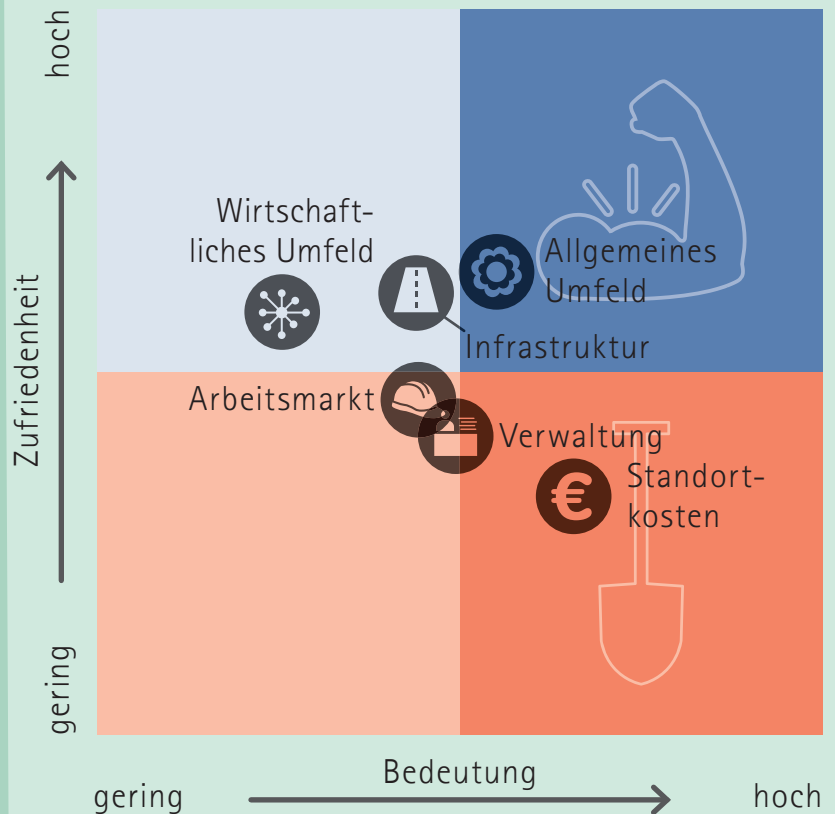 hoch
Zufriedenheit
gering
Wirtschaft-
liches Umfeld
Allgemeines
Umfeld
Infrastruktur
Arbeitsmarkt
Verwaltung
€
Standort-
kosten
Bedeutung
gering
hoch